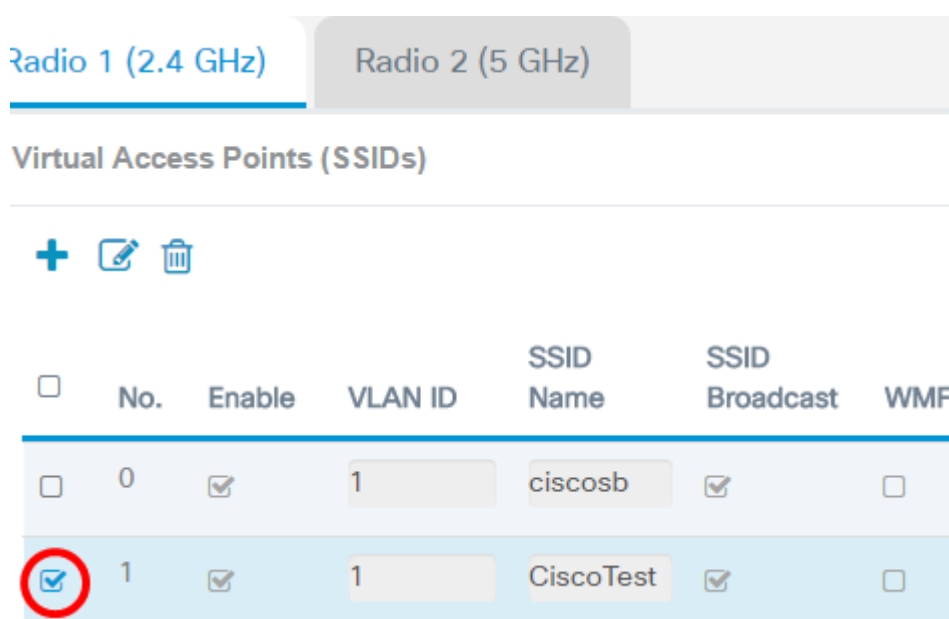 Radio 1 (2.4 GHz) Radio 2 (5 GHz)
Virtual Access Points (SSIDs)
No. Enable VLAN ID SSID Name SSID Broadcast WMF
0 1 ciscosb
1 1 CiscoTest